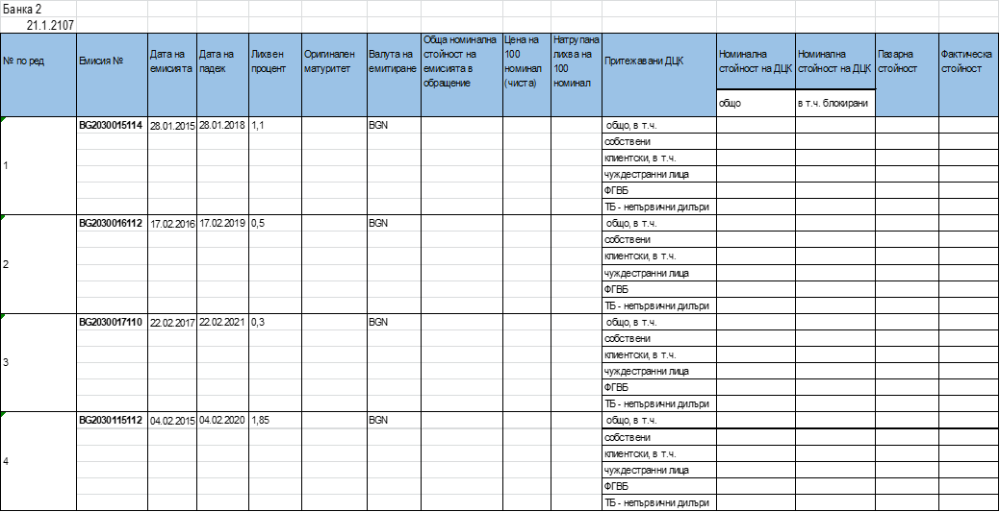 Банка 2
21.1.2107
№ по ред
Емисия №
Дата на емисията
Дата на падеж
Лихвен процент
Оригинален матуритет
Валута на емитиране
Обща номинална стойност на емисията в обращение
Цена на 100 номинал (чиста)
Натрупана лихва на 100 номинал
Притежавани ДЦК
Номинална стойност на ДЦК
Номинална стойност на ДЦК
Пазарна стойност
Фактическа стойност
общо
в т.ч. блокирани
1
BG2030015114 28.01.2015 28.01.2018 1,1 BGN общо, в т.ч.
собствени
клиентски, в т.ч.
чуждестранни лица
ФГВБ
ТБ - непървични дилъри
2
BG2030016112 17.02.2016 17.02.2019 0,5 BGN общо, в т.ч.
собствени
клиентски, в т.ч.
чуждестранни лица
ФГВБ
ТБ - непървични дилъри
3
BG2030017110 22.02.2017 22.02.2021 0,3 BGN общо, в т.ч.
собствени
клиентски, в т.ч.
чуждестранни лица
ФГВБ
ТБ - непървични дилъри
4
BG2030115112 04.02.2015 04.02.2020 1,85 BGN общо, в т.ч.
собствени
клиентски, в т.ч.
чуждестранни лица
ФГВБ
ТБ - непървични дилъри